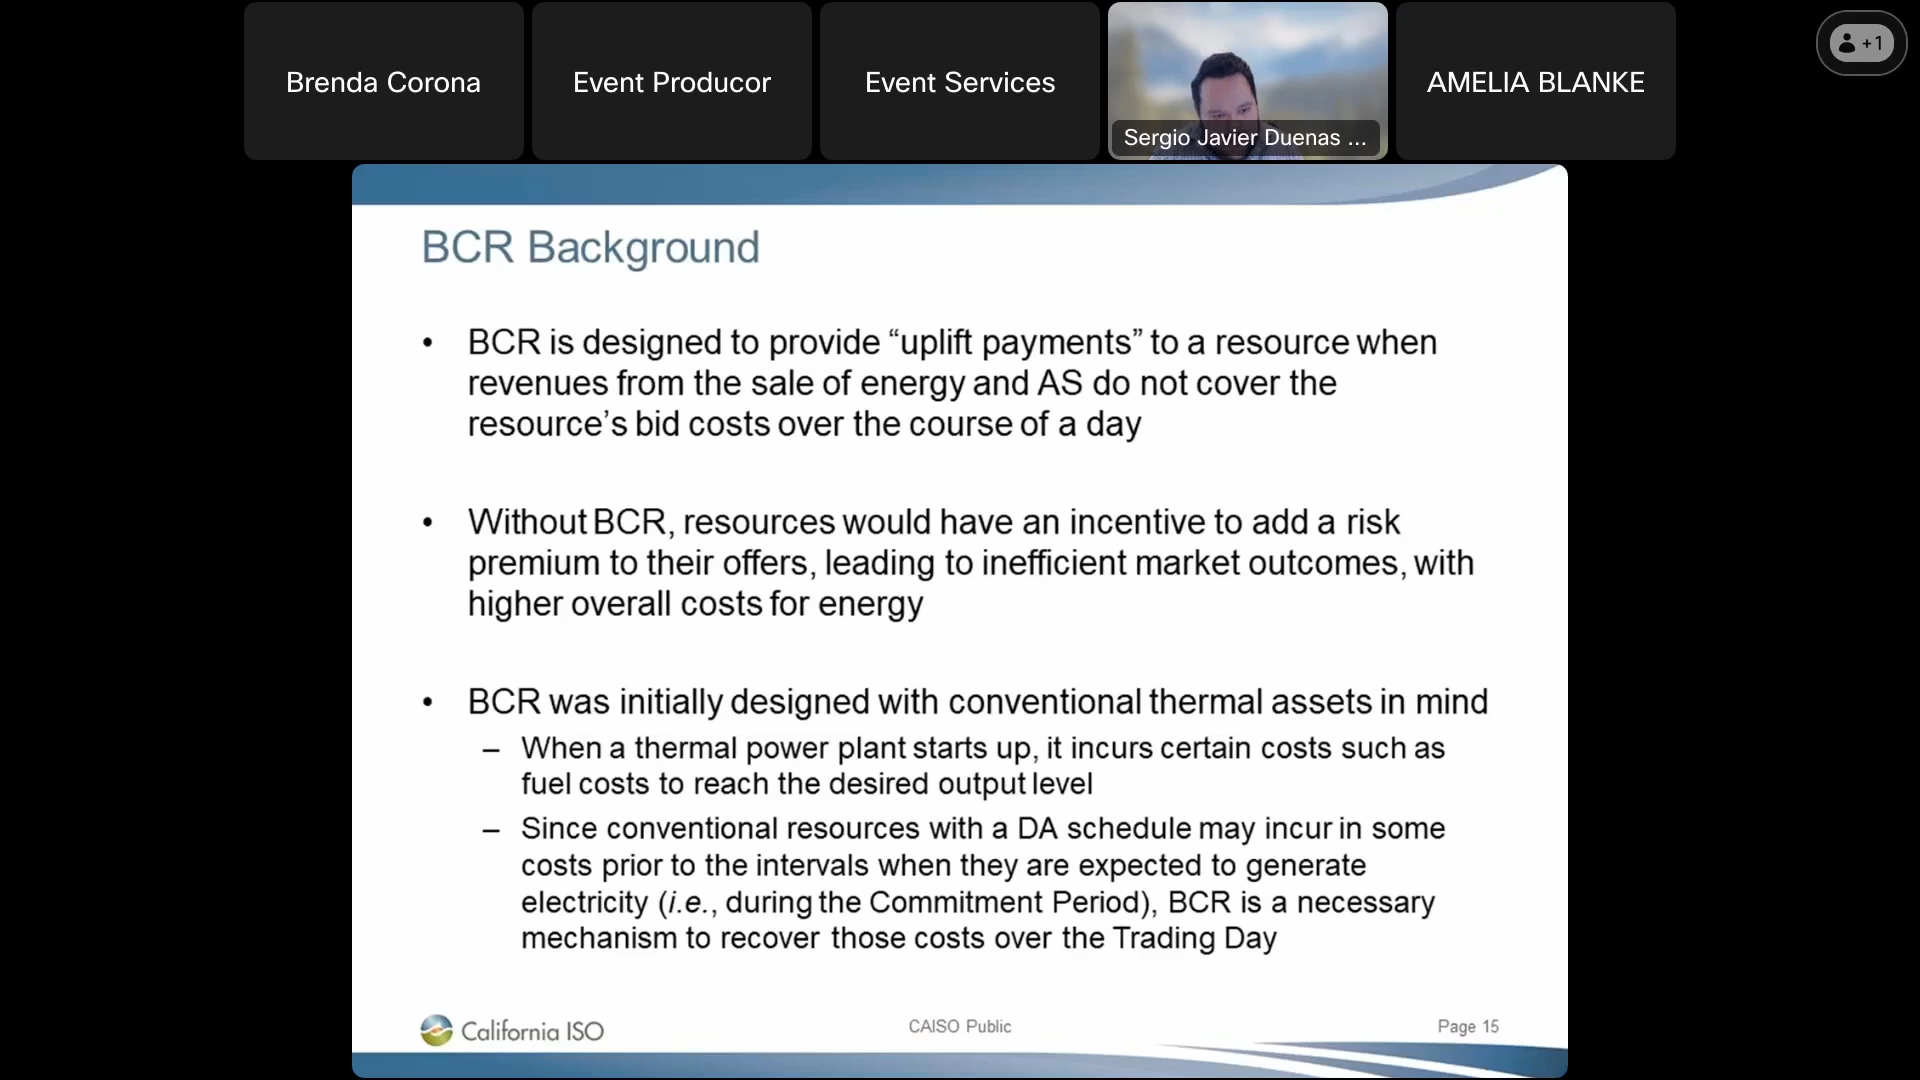 Brenda Corona
Event Producor
Event Services
Sergio Javier Duenas ...
AMELIA BLANKE
+1
BCR Background
• BCR is designed to provide “uplift payments” to a resource when
revenues from the sale of energy and AS do not cover the
resource’s bid costs over the course of a day
• Without BCR, resources would have an incentive to add a risk
premium to their offers, leading to inefficient market outcomes, with
higher overall costs for energy
• BCR was initially designed with conventional thermal assets in mind
– When a thermal power plant starts up, it incurs certain costs such as
fuel costs to reach the desired output level
– Since conventional resources with a DA schedule may incur in some
costs prior to the intervals when they are expected to generate
electricity (i.e., during the Commitment Period), BCR is a necessary
mechanism to recover those costs over the Trading Day
California ISO
CAISO Public
Page 15